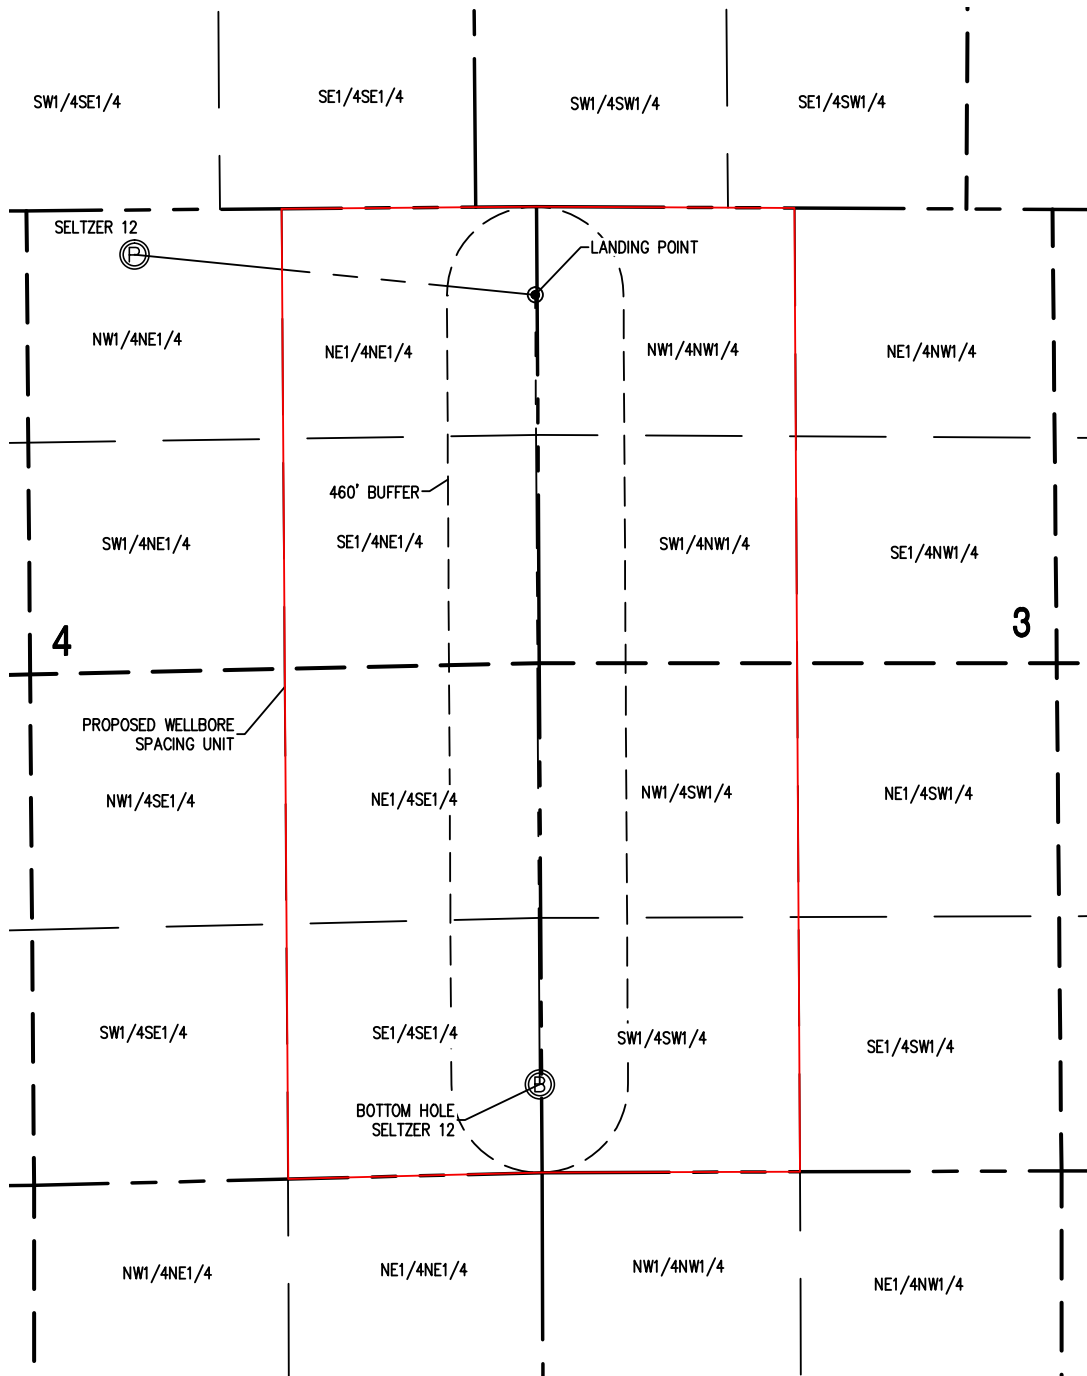 SW1/4SE1/4
SE1/4SE1/4
SW1/4SW1/4
SE1/4SW1/4
SELTZER 12
P
LANDING POINT
NW1/4NE1/4
NE1/4NE1/4
NW1/4NW1/4
NE1/4NW1/4
460' BUFFER
SW1/4NE1/4
SE1/4NE1/4
SW1/4NW1/4
SE1/4NW1/4
4
3
PROPOSED WELLBORE
SPACING UNIT
NW1/4SE1/4
NE1/4SE1/4
NW1/4SW1/4
NE1/4SW1/4
SW1/4SE1/4
SE1/4SE1/4
SW1/4SW1/4
SE1/4SW1/4
B
BOTTOM HOLE
SELTZER 12
NW1/4NE1/4
NE1/4NE1/4
NW1/4NW1/4
NE1/4NW1/4